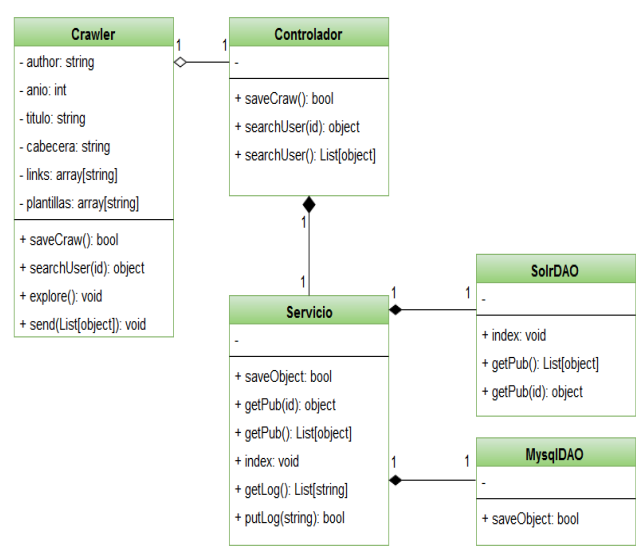 Crawler
- author: string
- anio: int
- titulo: string
- cabecera: string
- links: array[string]
- plantillas: array[string]
+ saveCraw(): bool
+ searchUser(id): object
+ explore(): void
+ send(List[object]): void
1
1
Controlador
-
+ saveCraw(): bool
+ searchUser(id): object
+ searchUser(): List[object]
1
1
Servicio
-
+ saveObject: bool
+ getPub(id): object
+ getPub(): List[object]
+ index: void
+ getLog(): List[string]
+ putLog(string): bool
1
1
SolrDAO
-
+ index: void
+ getPub(): List[object]
+ getPub(id): object
1
1
MysqlDAO
-
+ saveObject: bool